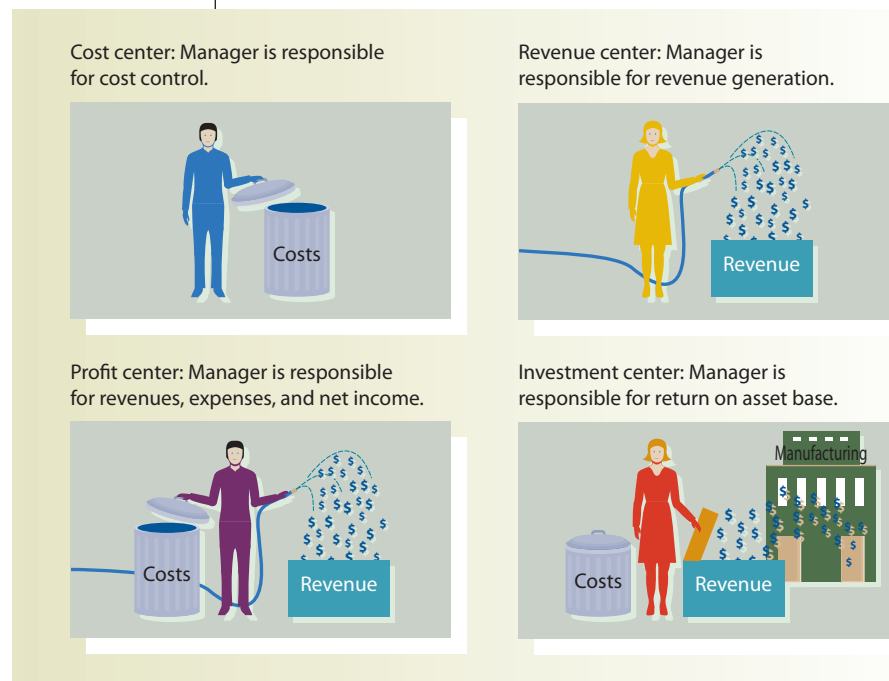 Cost center: Manager is responsible
for cost control.
Costs
Revenue center: Manager is
responsible for revenue generation.
Revenue
Profit center: Manager is responsible
for revenues, expenses, and net income.
Costs
Revenue
Investment center: Manager is
responsible for return on asset base.
Manufacturing
Costs
Revenue